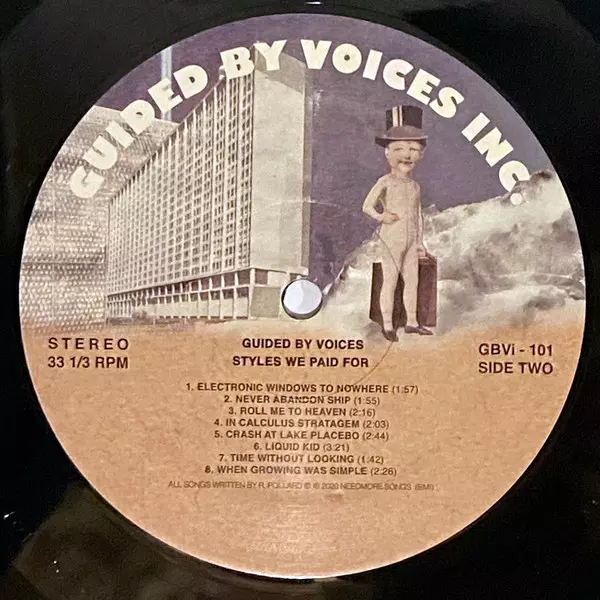 GUIDED BY VOICES INC.
STEREO
33 1/3 RPM
GUIDED BY VOICES
STYLES WE PAID FOR
GBVi - 101
SIDE TWO
1. ELECTRONIC WINDOWS TO NOWHERE (1:57)
2. NEVER ABANDON SHIP (1:55)
3. ROLL ME TO HEAVEN (2:16)
4. IN CALCULUS STRATAGEM (2:03)
5. CRASH AT LAKE PLACEBO (2:44)
6. LIQUID KID (3:21)
7. TIME WITHOUT LOOKING (1:42)
8. WHEN GROWING WAS SIMPLE (2:26)
ALL SONGS WRITTEN BY R. POLLARD © ℗ 2020 NEEDMORE SONGS (BMI)